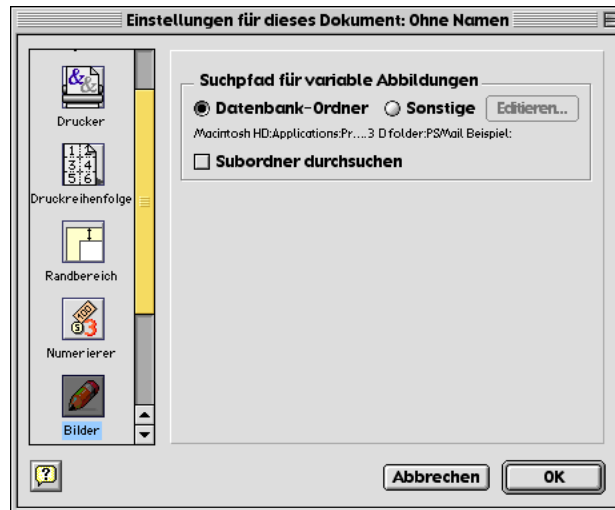 Einstellungen für dieses Dokument: Ohne Namen
Drucker
Druckreihenfolge
Randbereich
Numerierer
Bilder
Suchpfad für variable Abbildungen
Datenbank-Ordner
Sonstige
Editieren...
Macintosh HD:Applications:Pr....3 D folder:PSMail Beispiel:
Subordner durchsuchen
Abbrechen
OK